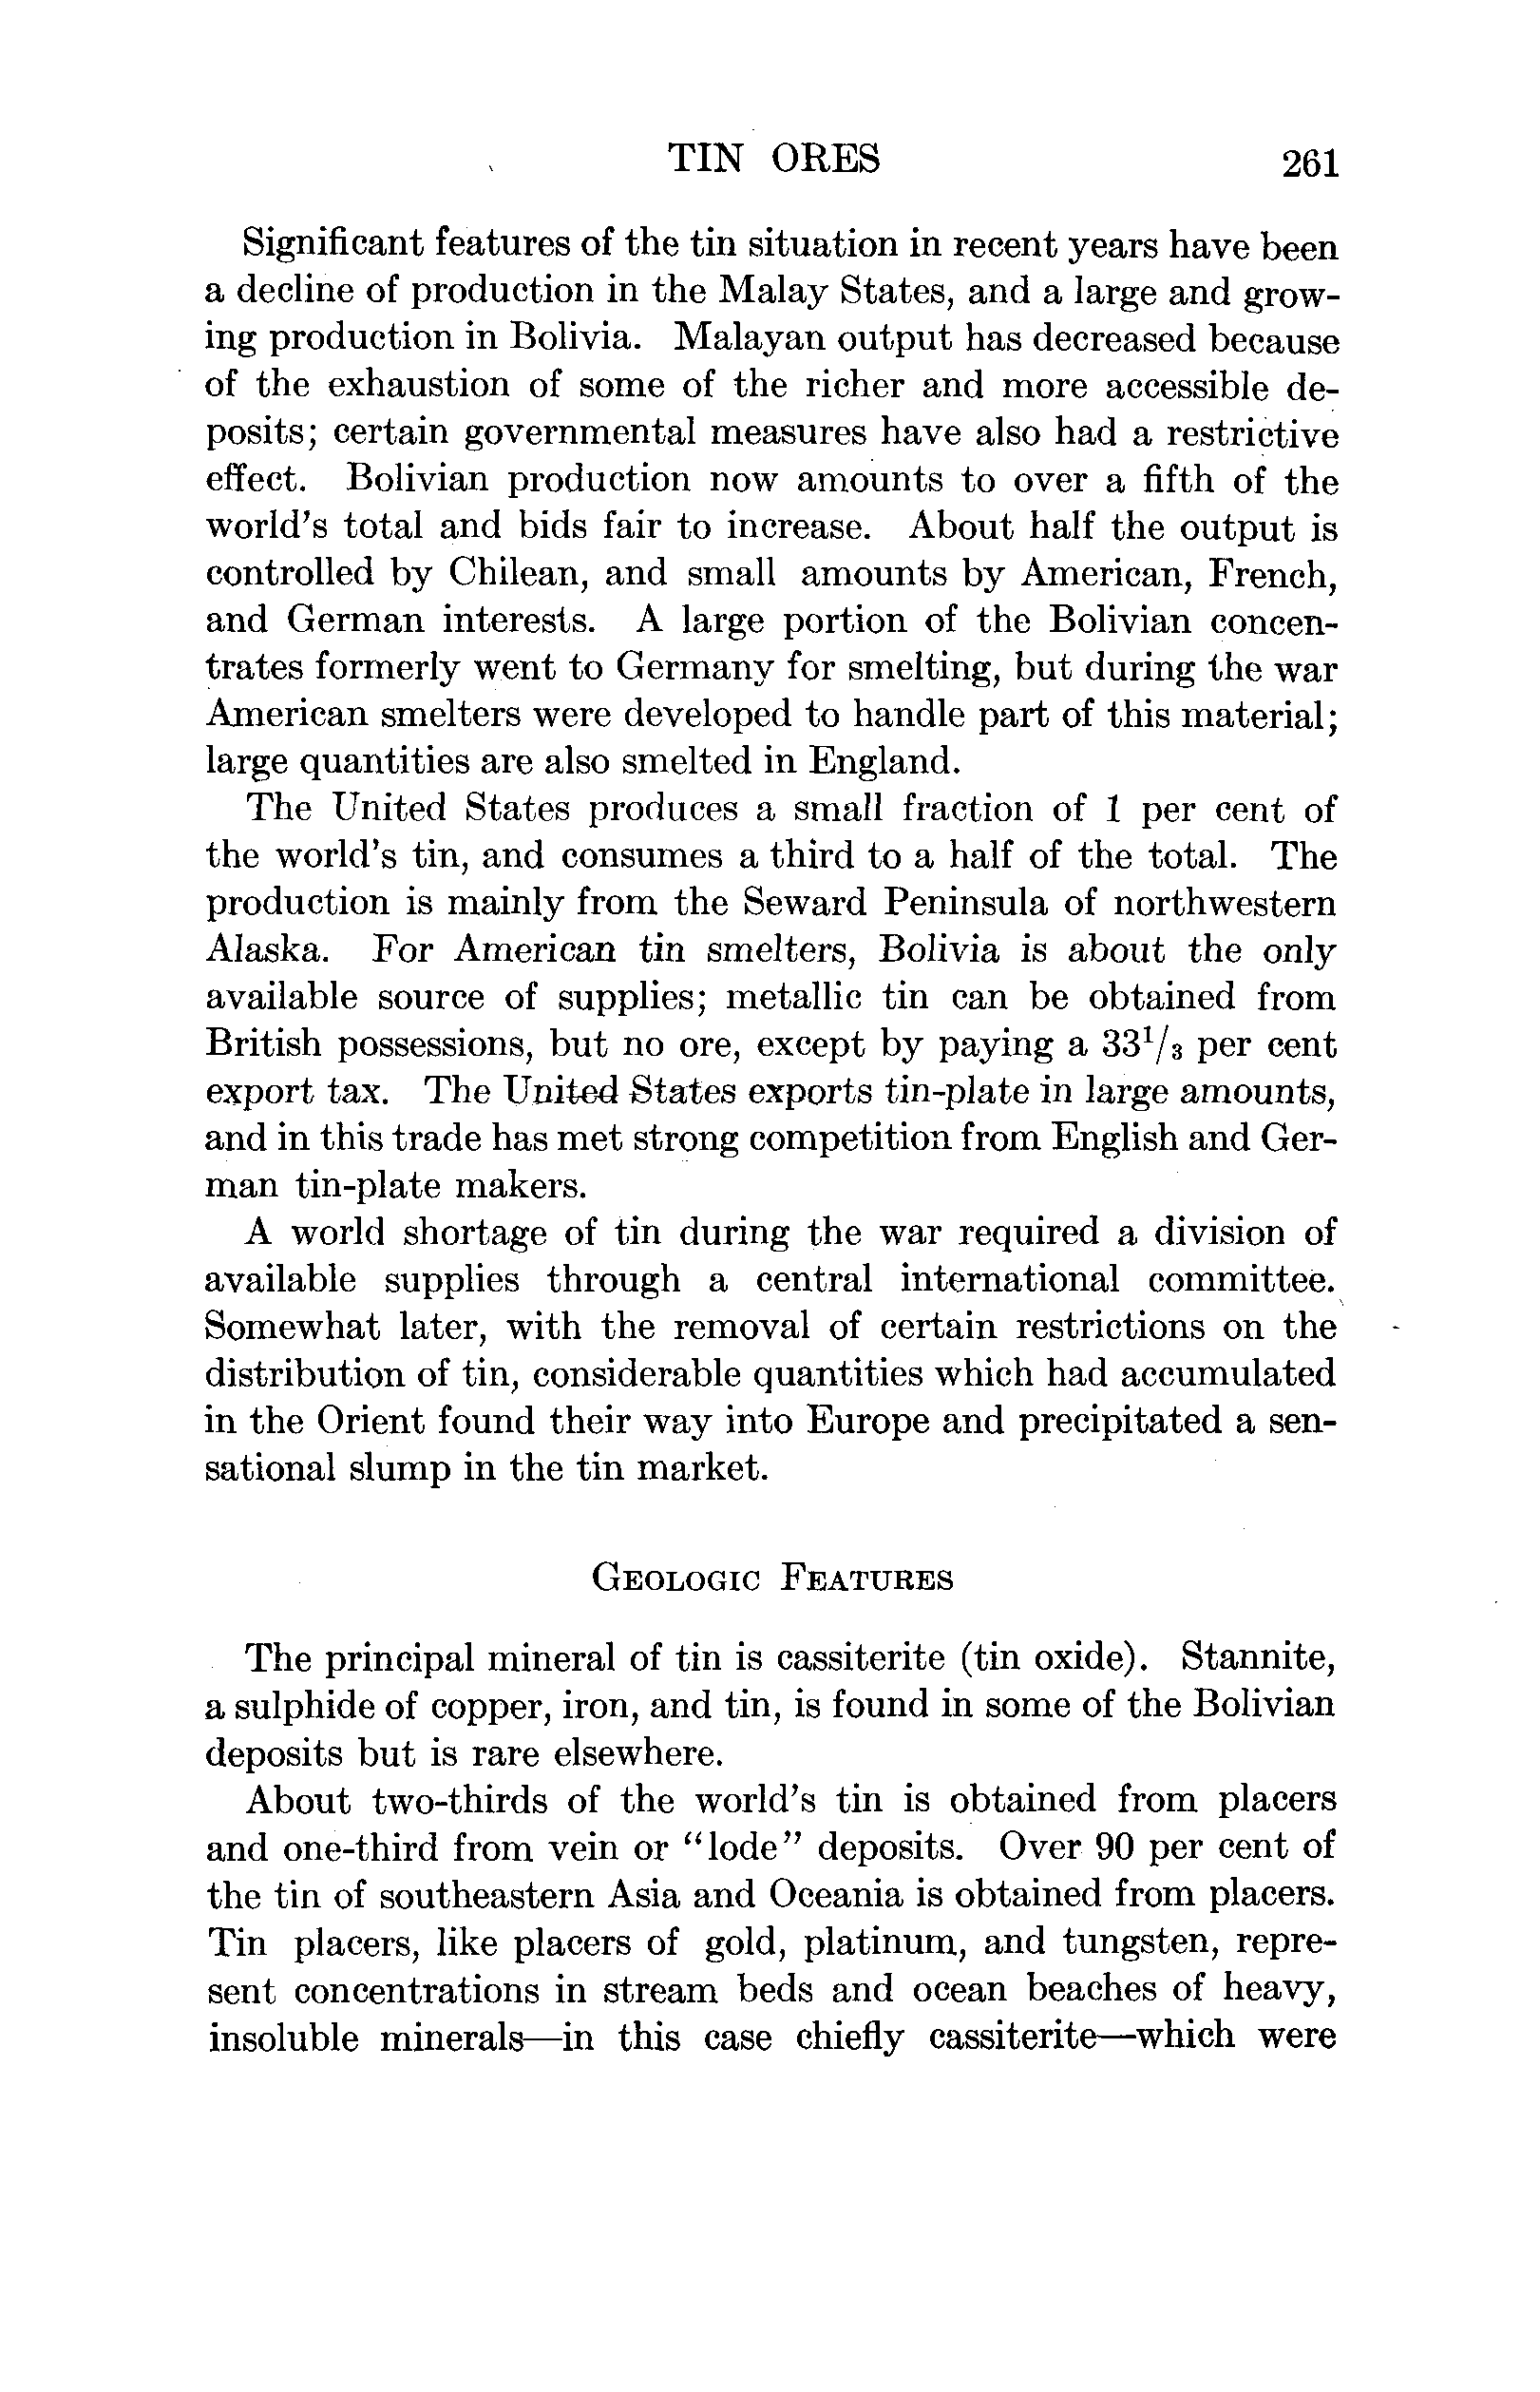 TIN ORES 261
Significant features of the tin situation in recent years have been
a decline of production in the Malay States, and a large and grow-
ing production in Bolivia. Malayan output has decreased because
of the exhaustion of some of the richer and more accessible de-
posits; certain governmental measures have also had a restrictive
effect. Bolivian production now amounts to over a fifth of the
world's total and bids fair to increase. About half the output is
controlled by Chilean, and small amounts by American, French,
and German interests. A large portion of the Bolivian concen-
trates formerly went to Germany for smelting, but during the war
American smelters were developed to handle part of this material;
large quantities are also smelted in England.
The United States produces a small fraction of 1 per cent of
the world's tin, and consumes a third to a half of the total. The
production is mainly from the Seward Peninsula of northwestern
Alaska. For American tin smelters, Bolivia is about the only
available source of supplies; metallic tin can be obtained from
British possessions, but no ore, except by paying a 33¹/₃ per cent
export tax. The United States exports tin-plate in large amounts,
and in this trade has met strong competition from English and Ger-
man tin-plate makers.
A world shortage of tin during the war required a division of
available supplies through a central international committee.
Somewhat later, with the removal of certain restrictions on the
distribution of tin, considerable quantities which had accumulated
in the Orient found their way into Europe and precipitated a sen-
sational slump in the tin market.
GEOLOGIC FEATURES
The principal mineral of tin is cassiterite (tin oxide). Stannite,
a sulphide of copper, iron, and tin, is found in some of the Bolivian
deposits but is rare elsewhere.
About two-thirds of the world's tin is obtained from placers
and one-third from vein or "lode" deposits. Over 90 per cent of
the tin of southeastern Asia and Oceania is obtained from placers.
Tin placers, like placers of gold, platinum, and tungsten, repre-
sent concentrations in stream beds and ocean beaches of heavy,
insoluble minerals—in this case chiefly cassiterite—which were